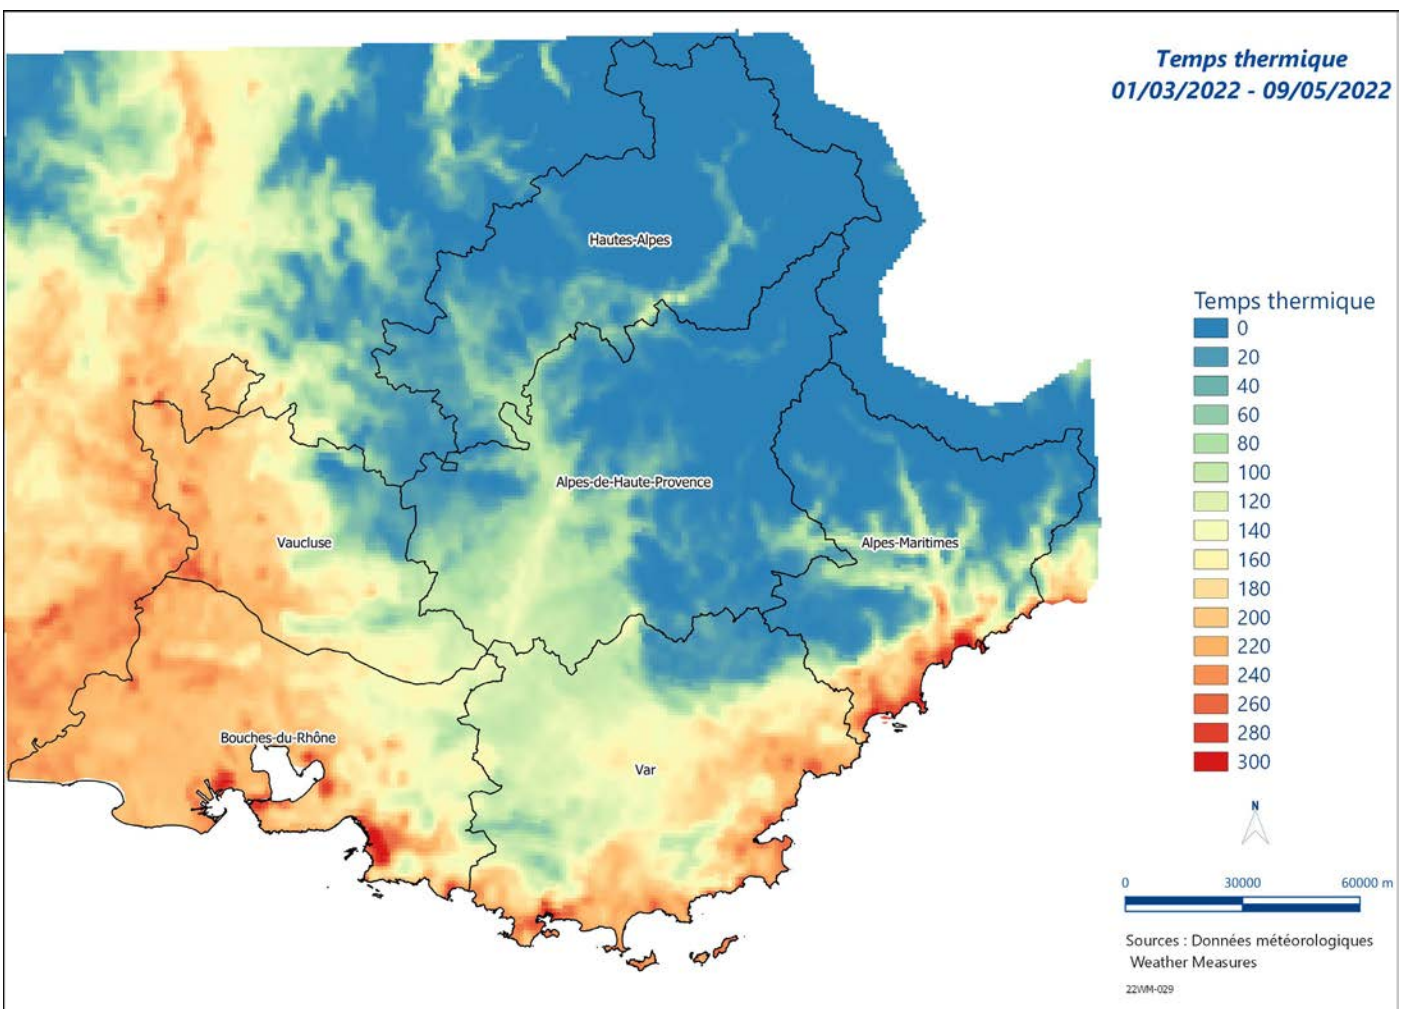 Temps thermique
01/03/2022 - 09/05/2022
Hautes-Alpes
Alpes-de-Haute-Provence
Vaucluse
Alpes-Maritimes
Bouches-du-Rhône
Var
Temps thermique
0
20
40
60
80
100
120
140
160
180
200
220
240
260
280
300
N
0 30000 60000 m
Sources : Données météorologiques
Weather Measures
22WM-029